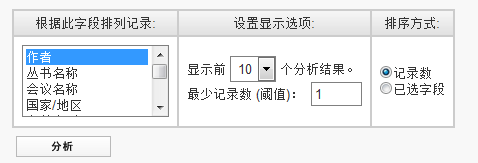 根据此字段排列记录:
设置显示选项:
排序方式:
作者
丛书名称
会议名称
国家/地区
显示前 10 个分析结果。
最少记录数 (阈值): 1
记录数
已选字段
分析